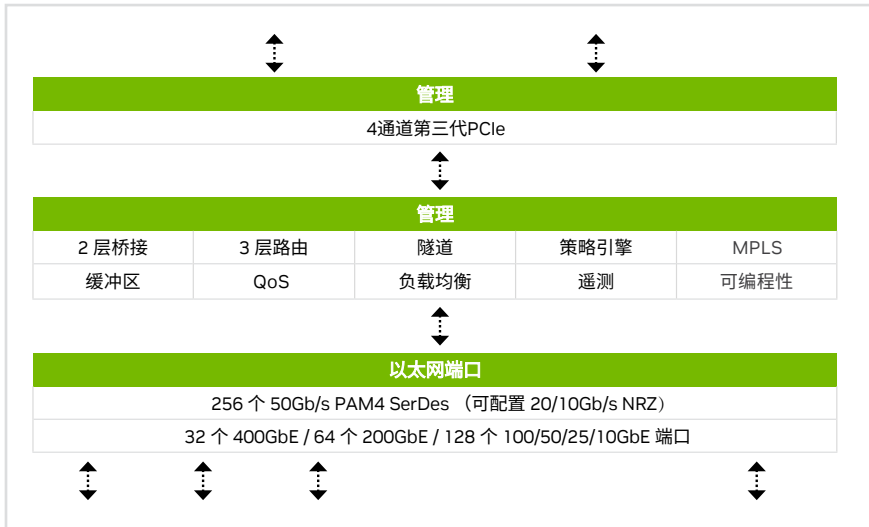 管理
4通道第三代PCIe
管理
2 层桥接 3 层路由 隧道 策略引擎 MPLS
缓冲区 QoS 负载均衡 遥测 可编程性
以太网端口
256 个 50Gb/s PAM4 SerDes （可配置 20/10Gb/s NRZ）
32 个 400GbE / 64 个 200GbE / 128 个 100/50/25/10GbE 端口